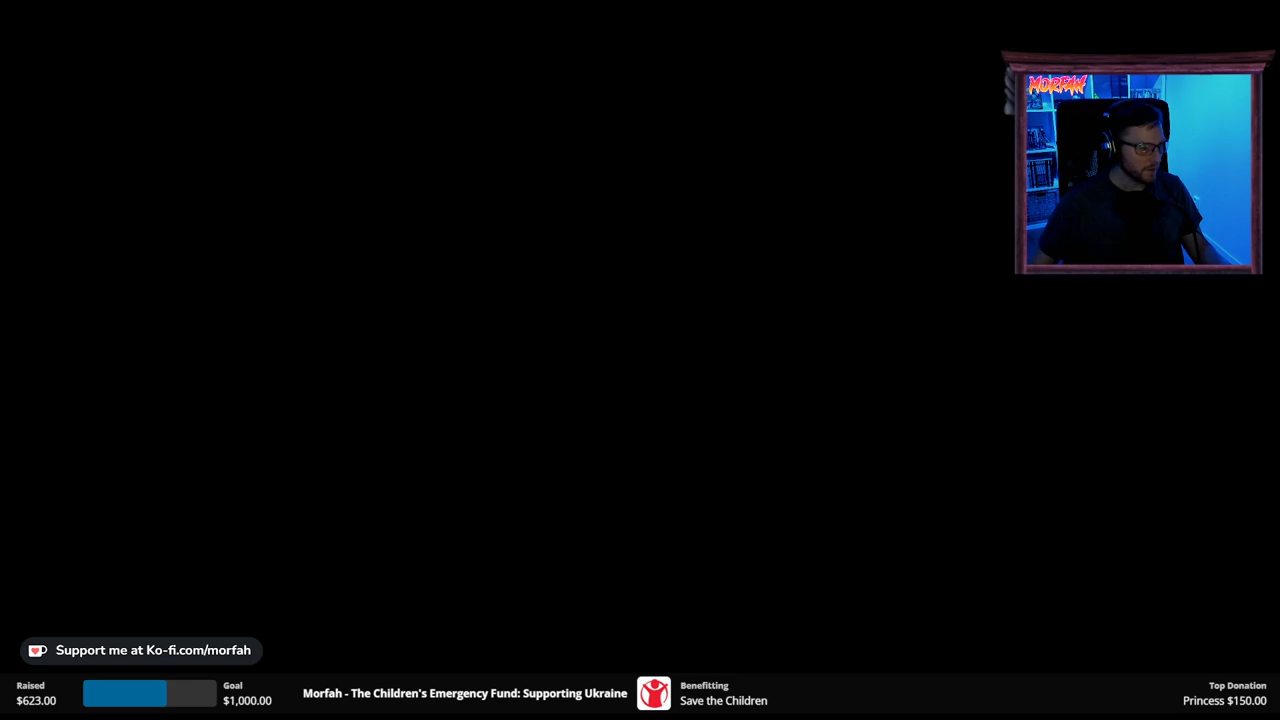 MORFAH
Support me at Ko-fi.com/morfah
Raised
$623.00
Goal
$1,000.00
Morfah - The Children's Emergency Fund: Supporting Ukraine
Benefitting
Save the Children
Top Donation
Princess $150.00